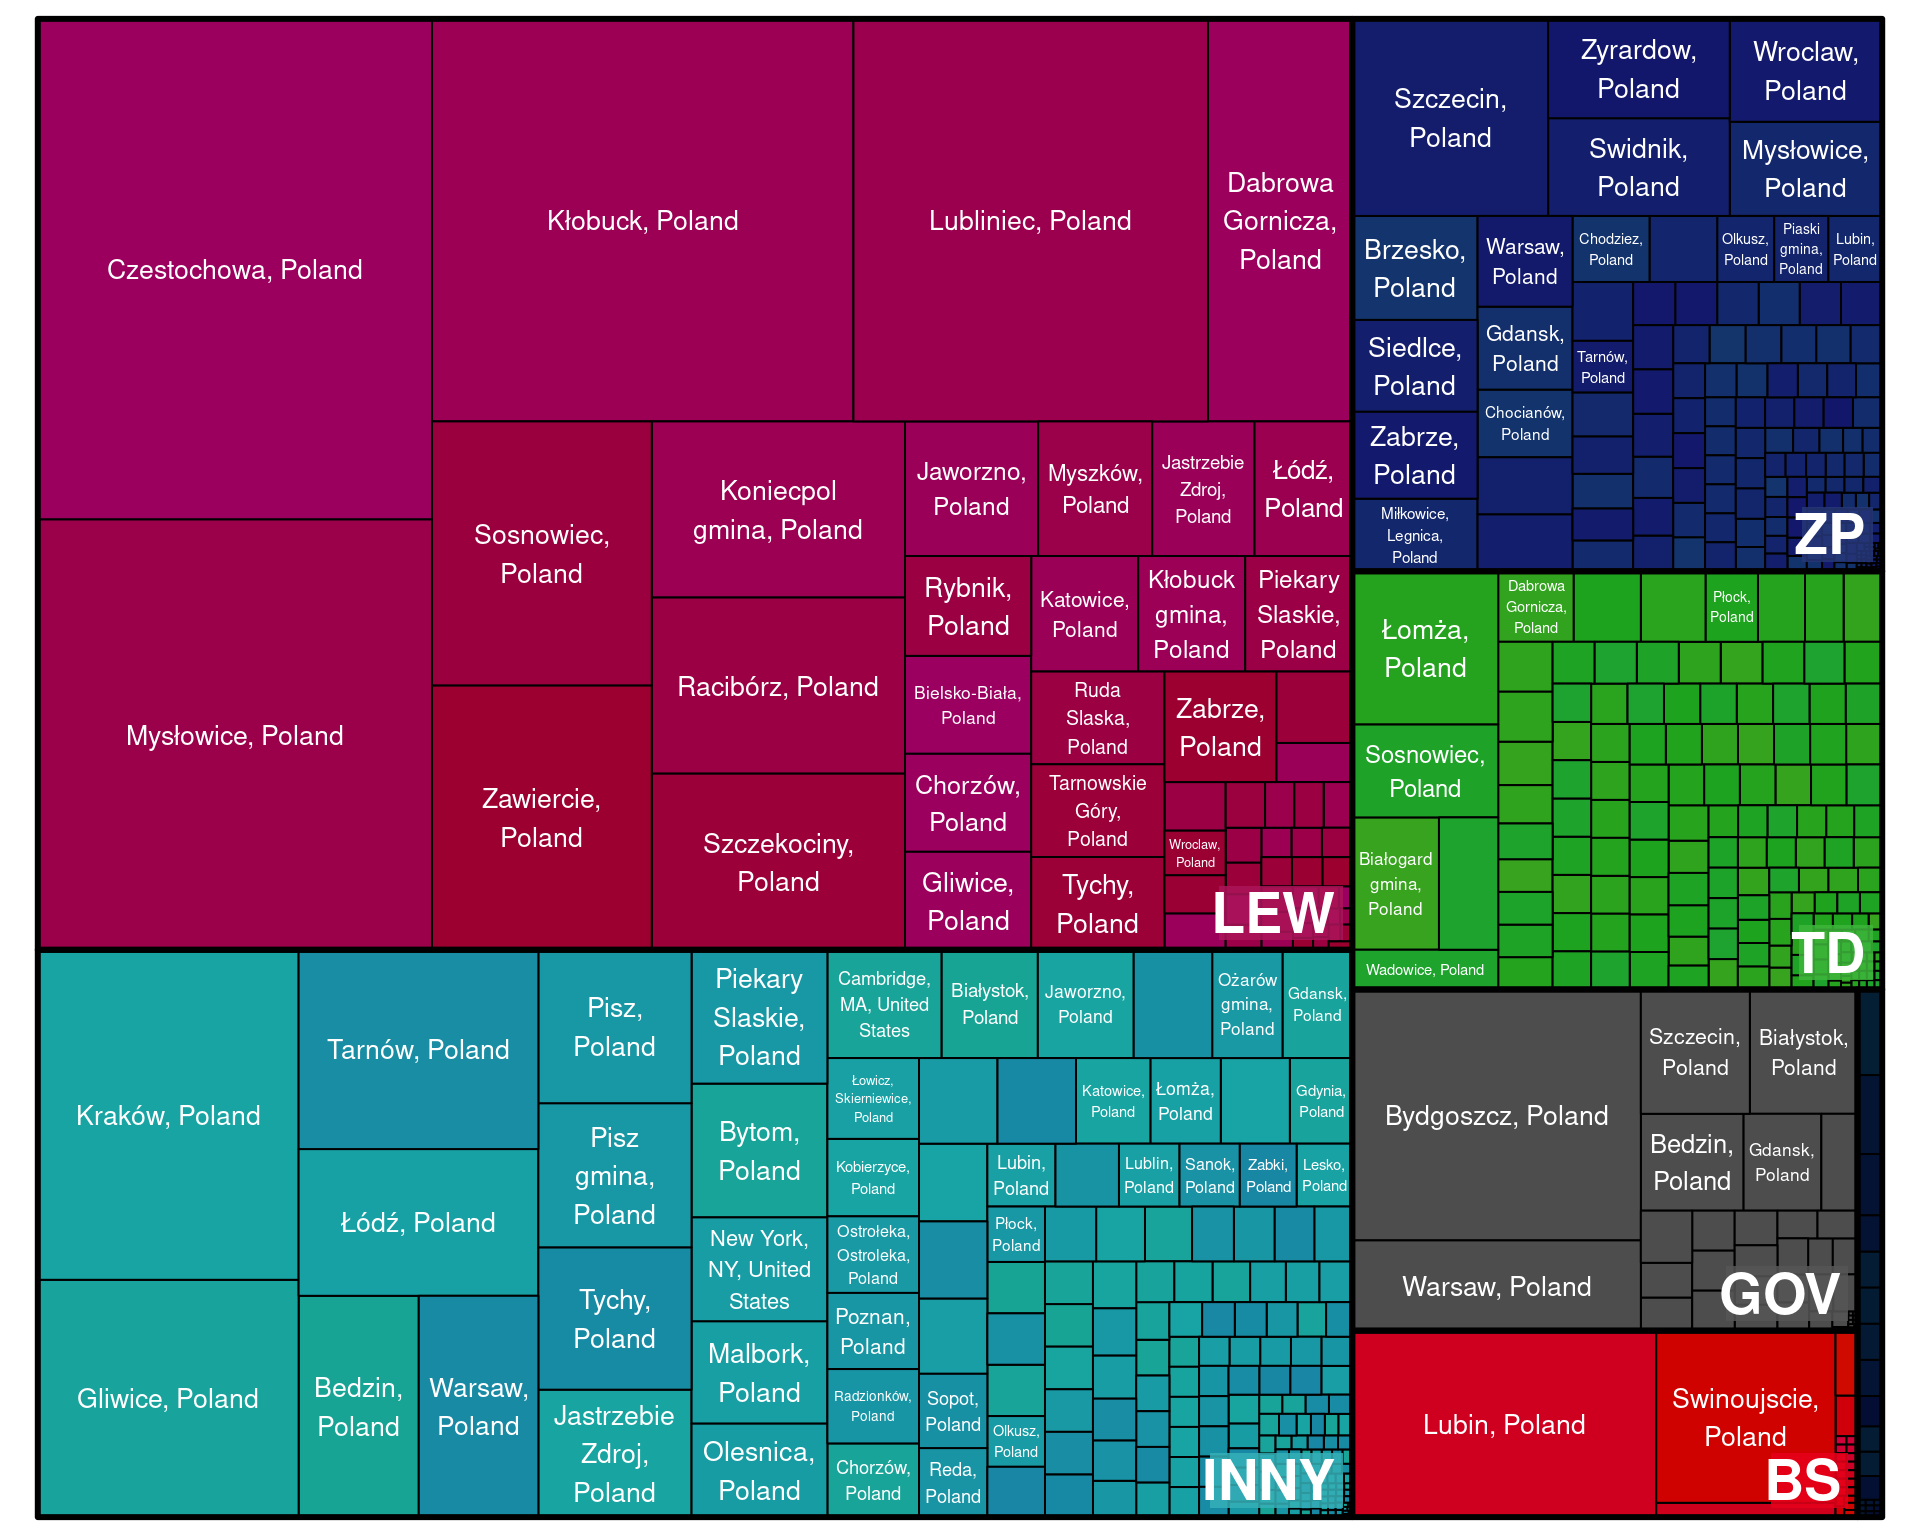 Czestochowa, Poland
Mysłowice, Poland
Kłobuck, Poland
Lubliniec, Poland
Dabrowa
Gornicza,
Poland
Sosnowiec,
Poland
Zawiercie,
Poland
Koniecpol
gmina, Poland
Racibórz, Poland
Szczekociny,
Poland
Jaworzno,
Poland
Myszków,
Poland
Jastrzebie
Zdroj,
Poland
Łódź,
Poland
Rybnik,
Poland
Bielsko-Biała,
Poland
Chorzów,
Poland
Gliwice,
Poland
Katowice,
Poland
Kłobuck
gmina,
Poland
Piekary
Slaskie,
Poland
Ruda
Slaska,
Poland
Tarnowskie
Góry,
Poland
Tychy,
Poland
Zabrze,
Poland
Wroclaw,
Poland
LEW
Szczecin,
Poland
Zyrardow,
Poland
Wroclaw,
Poland
Swidnik,
Poland
Mysłowice,
Poland
Brzesko,
Poland
Siedlce,
Poland
Zabrze,
Poland
Miłkowice,
Legnica,
Poland
Warsaw,
Poland
Gdansk,
Poland
Chocianów,
Poland
Chodziez,
Poland
Olkusz,
Poland
Piaski
gmina,
Poland
Lubin,
Poland
Tarnów,
Poland
ZP
Łomża,
Poland
Sosnowiec,
Poland
Białogard
gmina,
Poland
Wadowice, Poland
Dabrowa
Gornicza,
Poland
Płock,
Poland
TD
Kraków, Poland
Gliwice, Poland
Tarnów, Poland
Łódź, Poland
Bedzin,
Poland
Warsaw,
Poland
Pisz,
Poland
Pisz
gmina,
Poland
Tychy,
Poland
Jastrzebie
Zdroj,
Poland
Piekary
Slaskie,
Poland
Bytom,
Poland
New York,
NY, United
States
Malbork,
Poland
Olesnica,
Poland
Cambridge,
MA, United
States
Białystok,
Poland
Jaworzno,
Poland
Ożarów
gmina,
Poland
Gdansk,
Poland
Łowicz,
Skierniewice,
Poland
Kobierzyce,
Poland
Ostrołeka,
Ostroleka,
Poland
Poznan,
Poland
Radzionków,
Poland
Chorzów,
Poland
Katowice,
Poland
Łomża,
Poland
Gdynia,
Poland
Sopot,
Poland
Reda,
Poland
Lubin,
Poland
Lublin,
Poland
Sanok,
Poland
Zabki,
Poland
Lesko,
Poland
Płock,
Poland
Olkusz,
Poland
INNY
Bydgoszcz, Poland
Warsaw, Poland
Szczecin,
Poland
Białystok,
Poland
Bedzin,
Poland
Gdansk,
Poland
GOV
Lubin, Poland
Swinoujscie,
Poland
BS